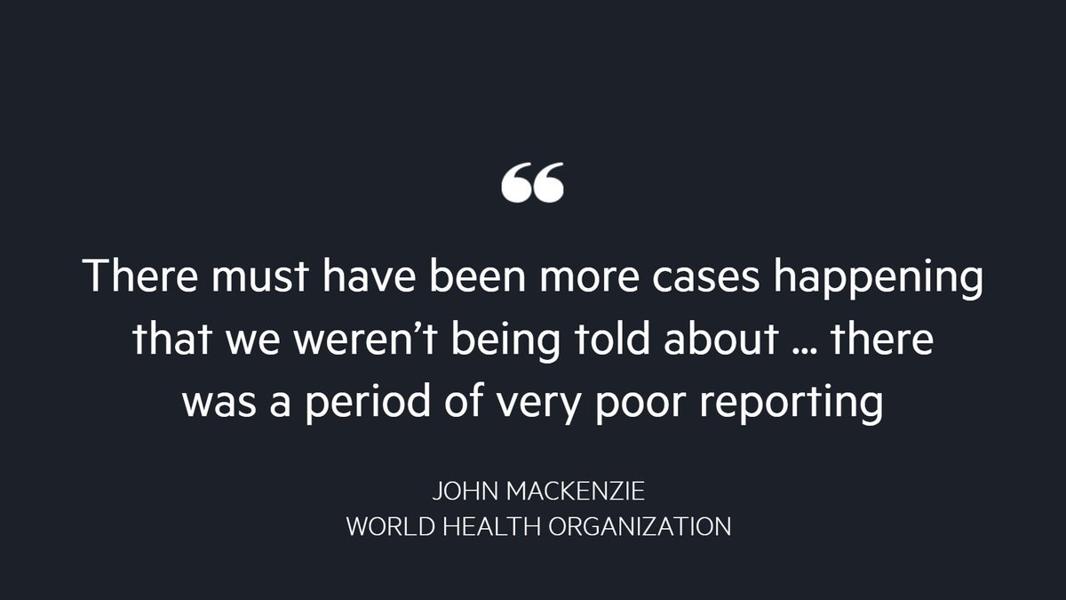 “
There must have been more cases happening
that we weren’t being told about ... there
was a period of very poor reporting
JOHN MACKENZIE
WORLD HEALTH ORGANIZATION